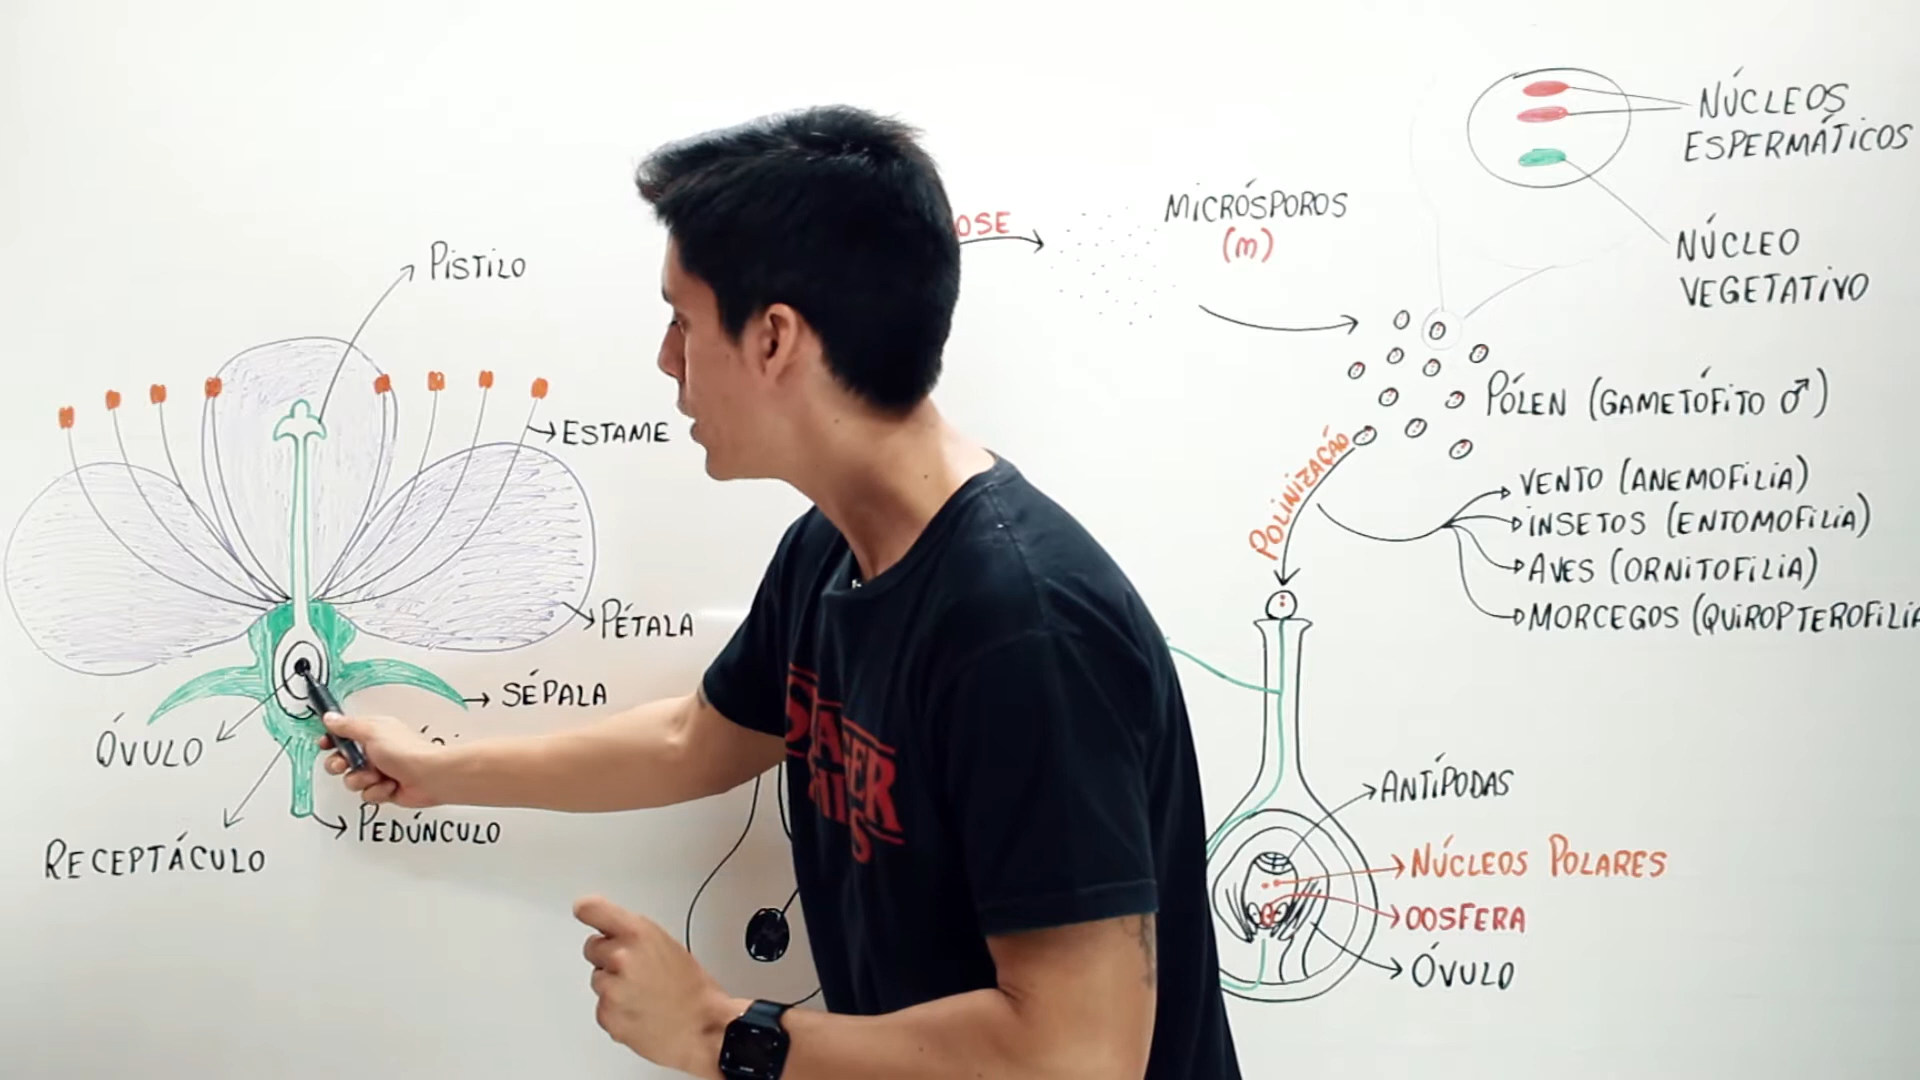 PISTILO
ESTAME
PÉTALA
SÉPALA
ÓVULO
RECEPTÁCULO
PEDÚNCULO
OSE
MICRÓSPOROS
(m)
NÚCLEOS
ESPERMÁTICOS
NÚCLEO
VEGETATIVO
PÓLEN (GAMETÓFITO ♂)
POLINIZAÇÃO
VENTO (ANEMOFILIA)
INSETOS (ENTOMOFILIA)
AVES (ORNITOFILIA)
MORCEGOS (QUIROPTEROFILIA
ANTÍPODAS
NÚCLEOS POLARES
OOSFERA
ÓVULO